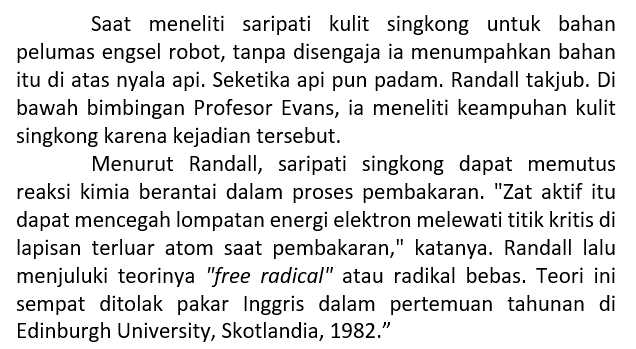 Saat meneliti saripati kulit singkong untuk bahan
pelumas engsel robot, tanpa disengaja ia menumpahkan bahan
itu di atas nyala api. Seketika api pun padam. Randall takjub. Di
bawah bimbingan Profesor Evans, ia meneliti keampuhan kulit
singkong karena kejadian tersebut.
Menurut Randall, saripati singkong dapat memutus
reaksi kimia berantai dalam proses pembakaran. "Zat aktif itu
dapat mencegah lompatan energi elektron melewati titik kritis di
lapisan terluar atom saat pembakaran," katanya. Randall lalu
menjuluki teorinya "free radical" atau radikal bebas. Teori ini
sempat ditolak pakar Inggris dalam pertemuan tahunan di
Edinburgh University, Skotlandia, 1982.”